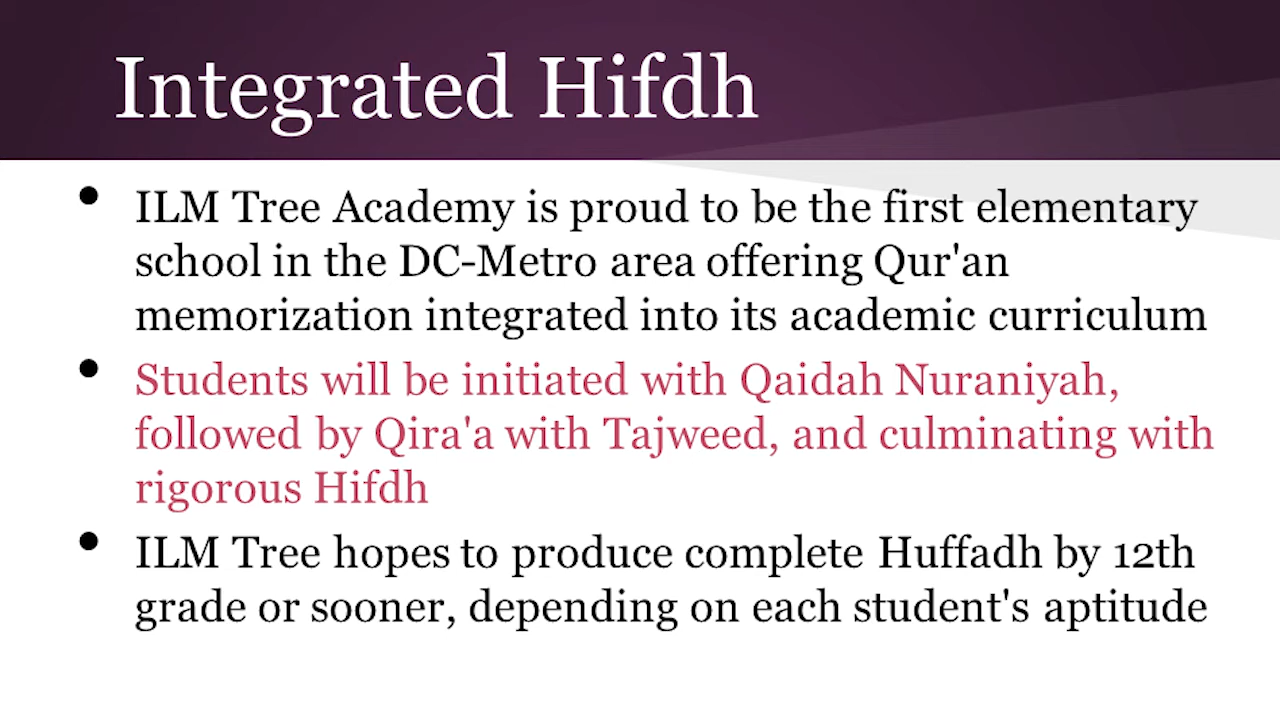 Integrated Hifdh
• ILM Tree Academy is proud to be the first elementary
school in the DC-Metro area offering Qur'an
memorization integrated into its academic curriculum
• Students will be initiated with Qaidah Nuraniyah,
followed by Qira'a with Tajweed, and culminating with
rigorous Hifdh
• ILM Tree hopes to produce complete Huffadh by 12th
grade or sooner, depending on each student's aptitude